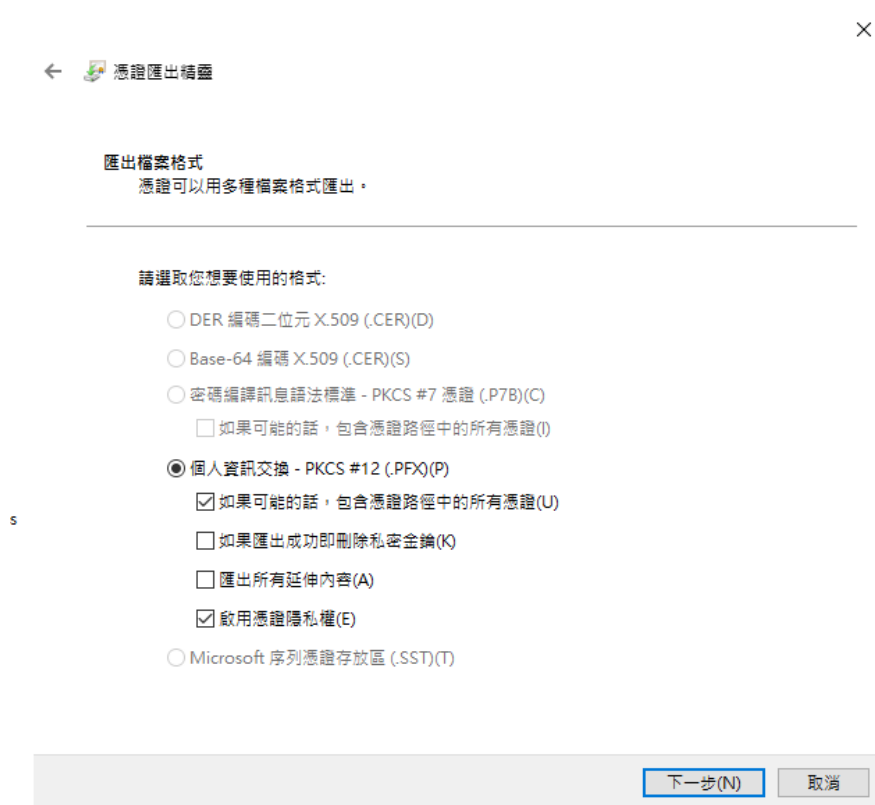 憑證匯出精靈
匯出檔案格式
憑證可以用多種檔案格式匯出。
請選取您想要使用的格式:
DER 編碼二位元 X.509 (.CER)(D)
Base-64 編碼 X.509 (.CER)(S)
密碼編譯訊息語法標準 - PKCS #7 憑證 (.P7B)(C)
如果可能的話，包含憑證路徑中的所有憑證(I)
個人資訊交換 - PKCS #12 (.PFX)(P)
如果可能的話，包含憑證路徑中的所有憑證(U)
s
如果匯出成功即刪除私密金鑰(K)
匯出所有延伸內容(A)
啟用憑證隱私權(E)
Microsoft 序列憑證存放區 (.SST)(T)
下一步(N)
取消